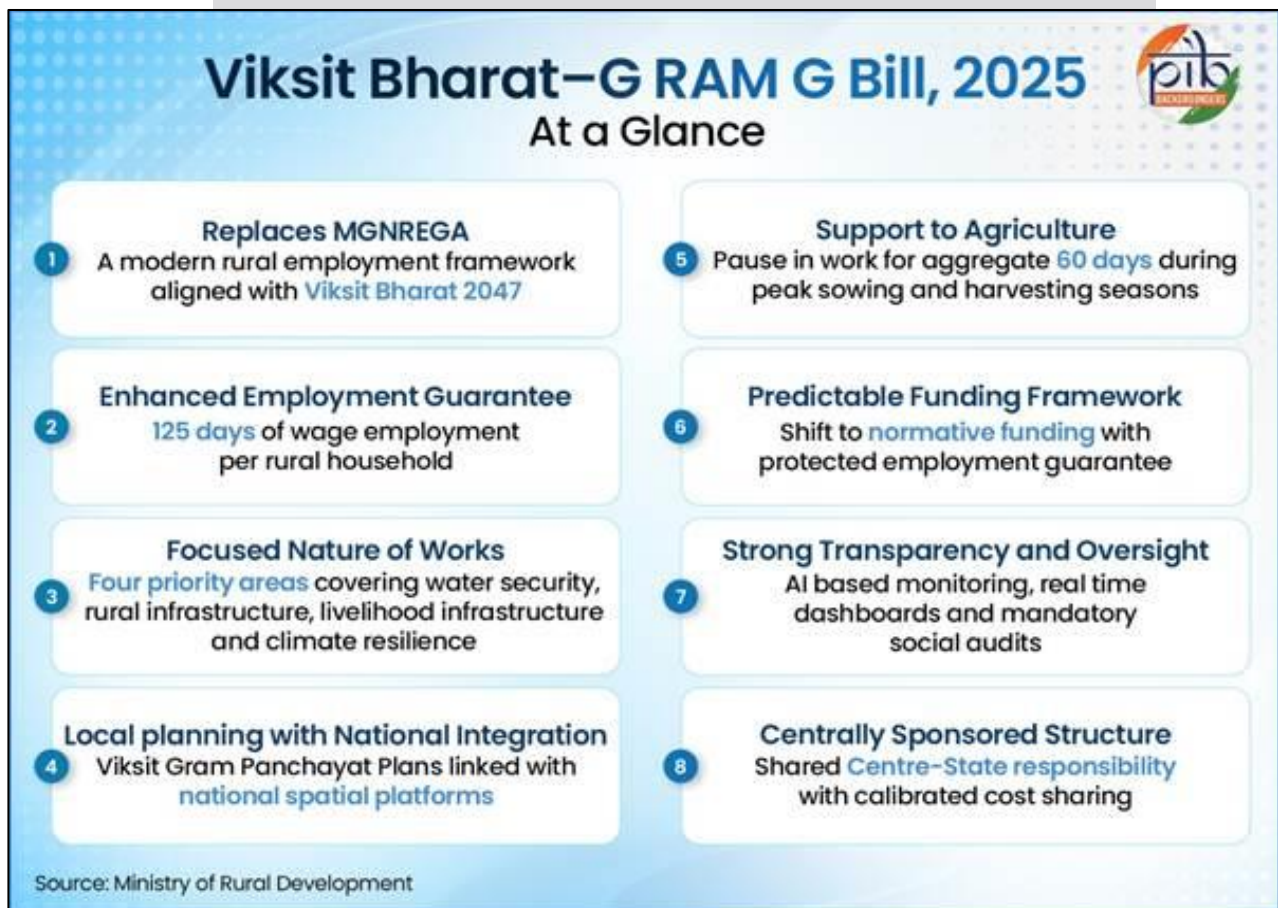 Viksit Bharat–G RAM G Bill, 2025
At a Glance
pib
BACKGROUNDERS
1
Replaces MGNREGA
A modern rural employment framework
aligned with Viksit Bharat 2047
2
Enhanced Employment Guarantee
125 days of wage employment
per rural household
3
Focused Nature of Works
Four priority areas covering water security,
rural infrastructure, livelihood infrastructure
and climate resilience
4
Local planning with National Integration
Viksit Gram Panchayat Plans linked with
national spatial platforms
5
Support to Agriculture
Pause in work for aggregate 60 days during
peak sowing and harvesting seasons
6
Predictable Funding Framework
Shift to normative funding with
protected employment guarantee
7
Strong Transparency and Oversight
AI based monitoring, real time
dashboards and mandatory
social audits
8
Centrally Sponsored Structure
Shared Centre-State responsibility
with calibrated cost sharing
Source: Ministry of Rural Development